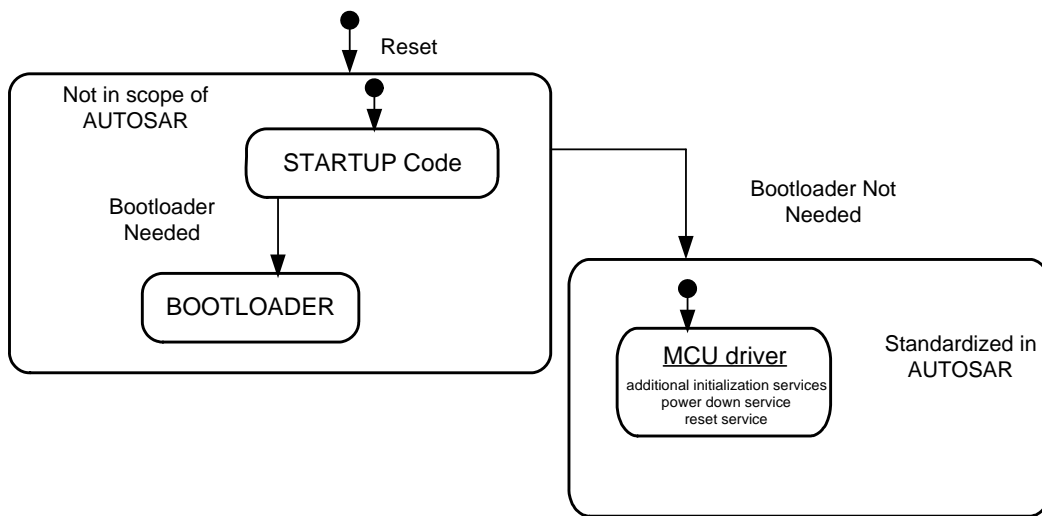 Reset
Not in scope of
AUTOSAR
STARTUP Code
Bootloader
Needed
BOOTLOADER
Bootloader Not
Needed
MCU driver
additional initialization services
power down service
reset service
Standardized in
AUTOSAR